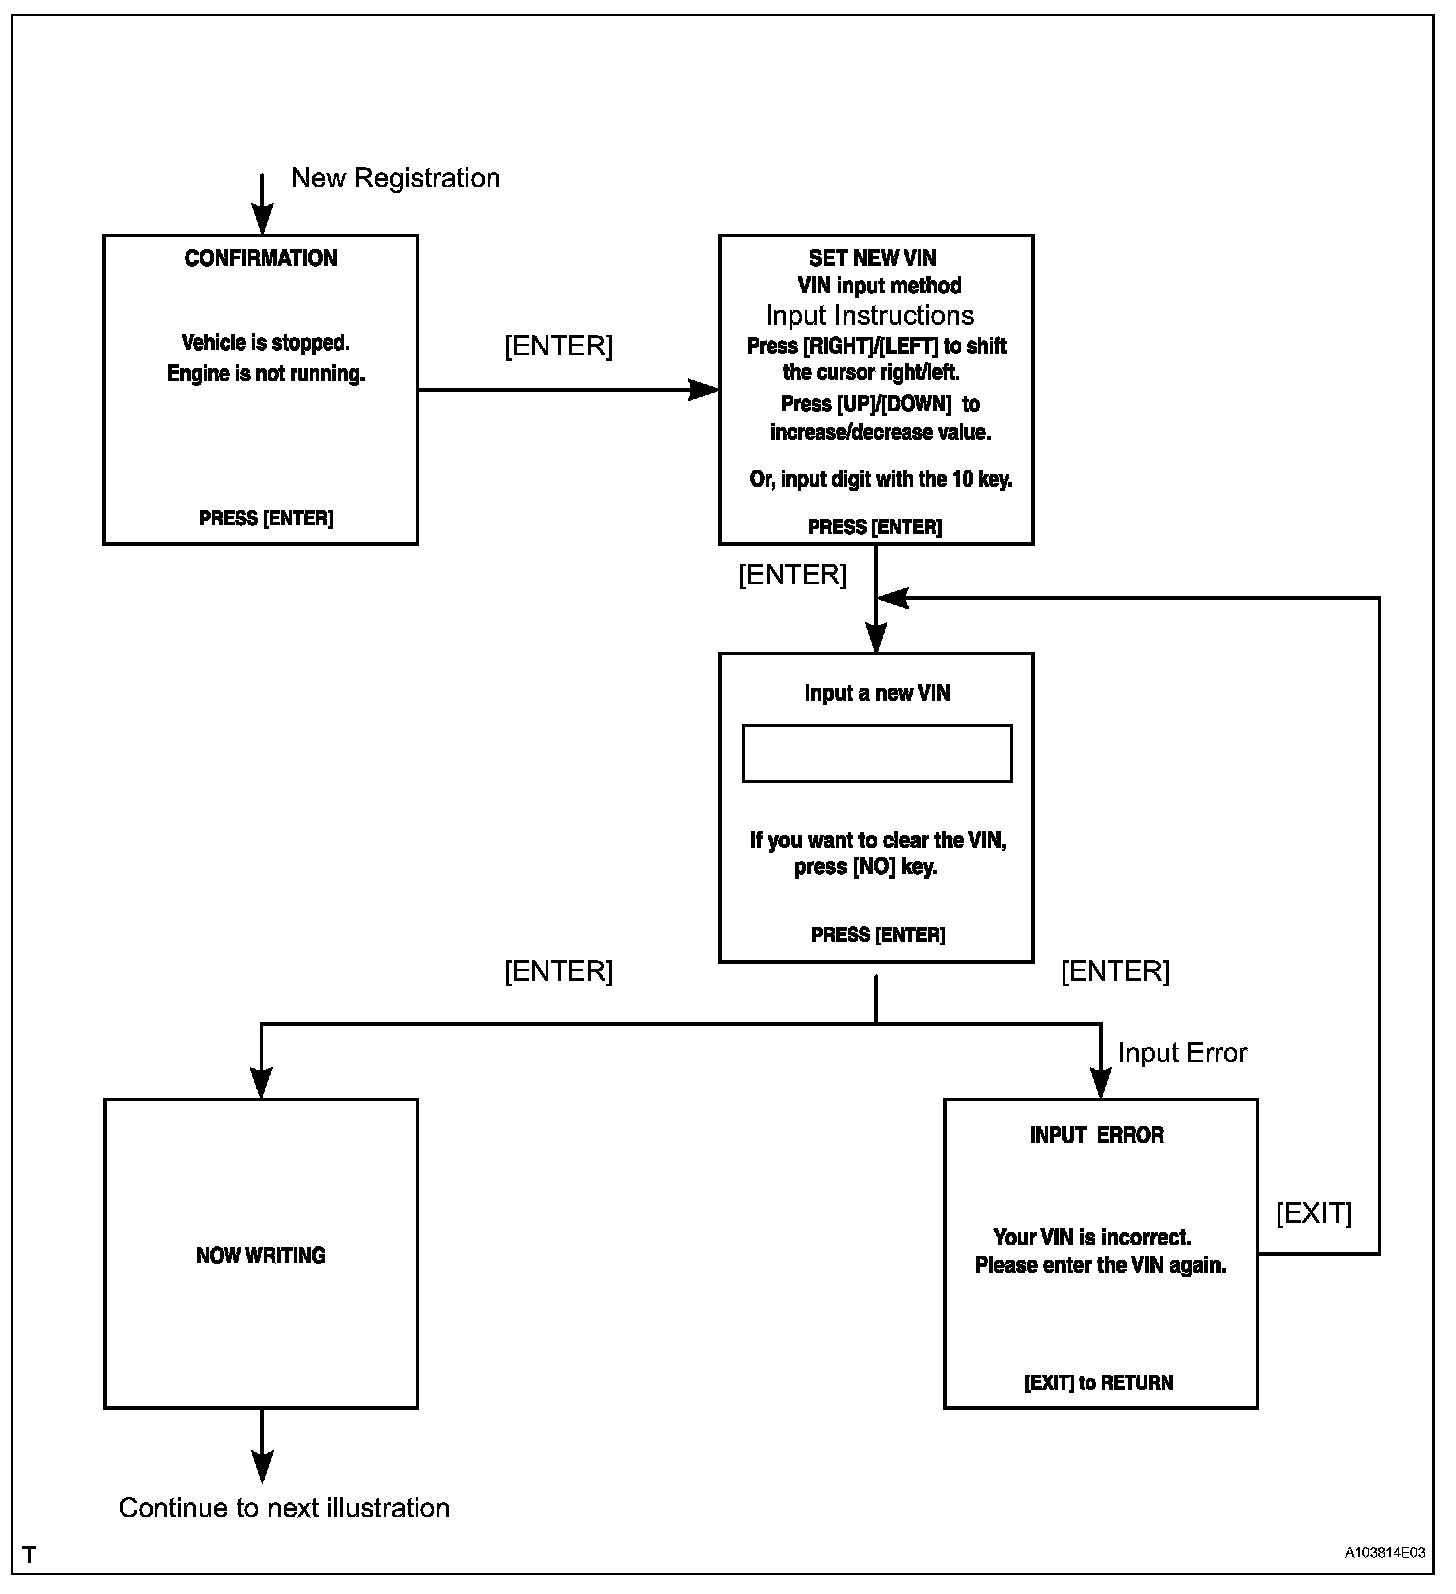 New Registration
CONFIRMATION
Vehicle is stopped.
Engine is not running.
PRESS [ENTER]
[ENTER]
SET NEW VIN
VIN input method
Input Instructions
Press [RIGHT]/[LEFT] to shift
the cursor right/left.
Press [UP]/[DOWN] to
increase/decrease value.
Or, input digit with the 10 key.
PRESS [ENTER]
[ENTER]
Input a new VIN
If you want to clear the VIN,
press [NO] key.
PRESS [ENTER]
[ENTER]
[ENTER]
Input Error
NOW WRITING
INPUT ERROR
Your VIN is incorrect.
Please enter the VIN again.
[EXIT] to RETURN
[EXIT]
Continue to next illustration
T
A103814E03